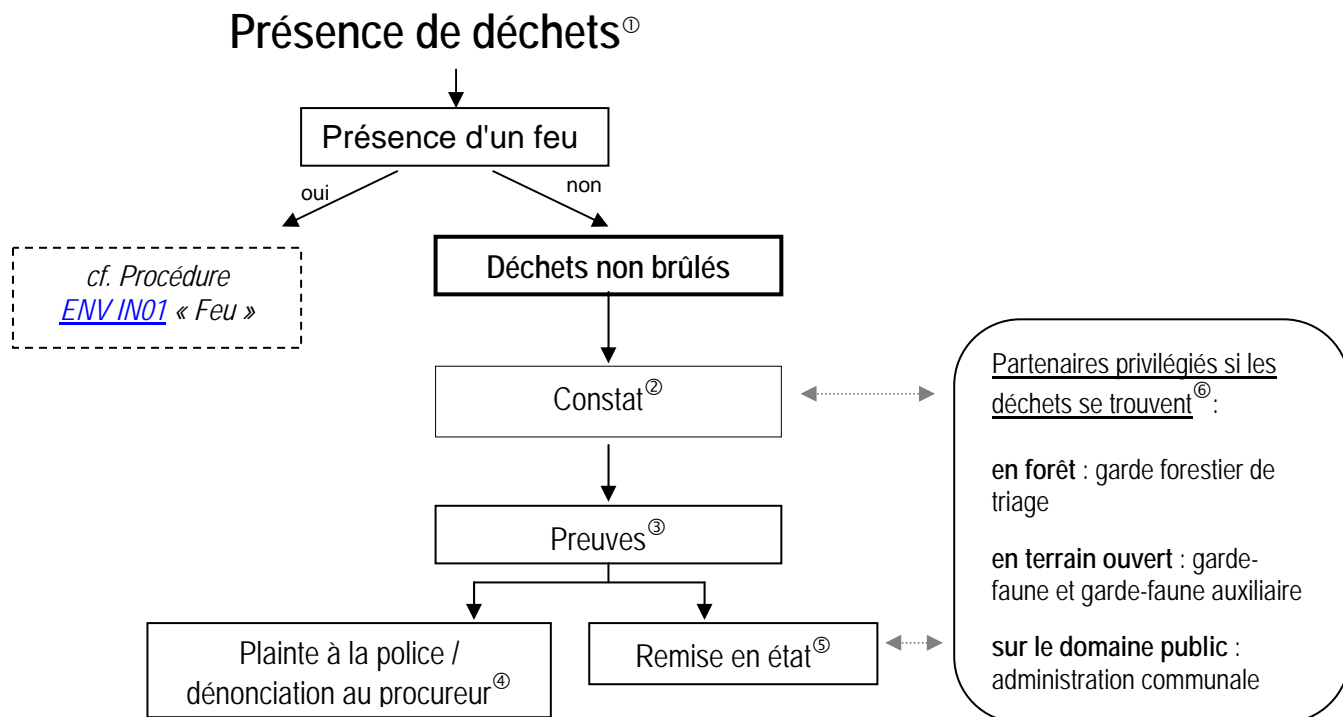 Présence de déchets①
Présence d'un feu
oui
non
cf. Procédure
ENV IN01 « Feu »
Déchets non brûlés
Constat②
Preuves③
Plainte à la police /
dénonciation au procureur④
Remise en état⑤
Partenaires privilégiés si les
déchets se trouvent⑥ :
en forêt : garde forestier de
triage
en terrain ouvert : garde-
faune et garde-faune auxiliaire
sur le domaine public :
administration communale